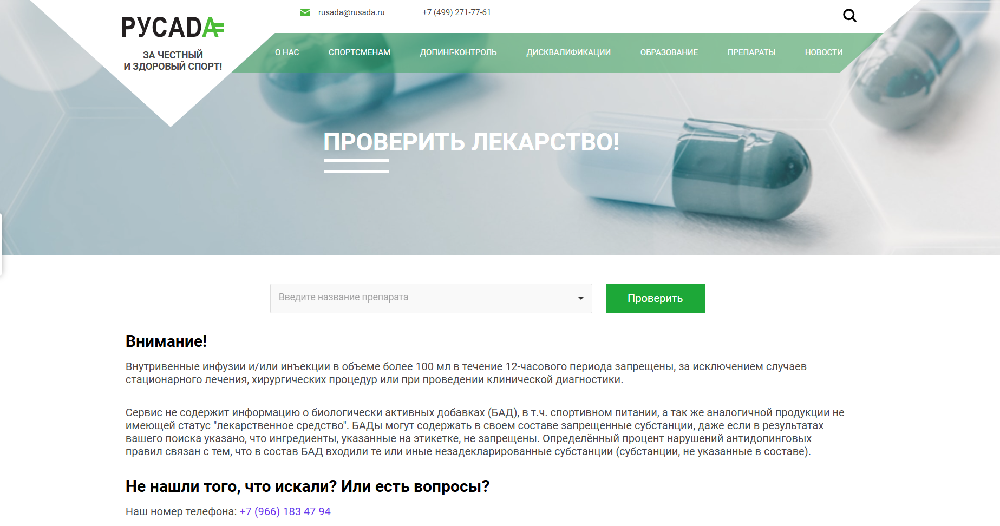 РУСАDA
ЗА ЧЕСТНЫЙ
И ЗДОРОВЫЙ СПОРТ!
rusada@rusada.ru
+7 (499) 271-77-61
О НАС
СПОРТСМЕНАМ
ДОПИНГ-КОНТРОЛЬ
ДИСКВАЛИФИКАЦИИ
ОБРАЗОВАНИЕ
ПРЕПАРАТЫ
НОВОСТИ
ПРОВЕРИТЬ ЛЕКАРСТВО!
Введите название препарата
Проверить
Внимание!
Внутривенные инфузии и/или инъекции в объеме более 100 мл в течение 12-часового периода запрещены, за исключением случаев
стационарного лечения, хирургических процедур или при проведении клинической диагностики.
Сервис не содержит информацию о биологически активных добавках (БАД), в т.ч. спортивном питании, а так же аналогичной продукции не
имеющей статус "лекарственное средство". БАДы могут содержать в своем составе запрещенные субстанции, даже если в результатах
вашего поиска указано, что ингредиенты, указанные на этикетке, не запрещены. Определённый процент нарушений антидопинговых
правил связан с тем, что в состав БАД входили те или иные незадекларированные субстанции (субстанции, не указанные в составе).
Не нашли того, что искали? Или есть вопросы?
Наш номер телефона: +7 (966) 183 47 94